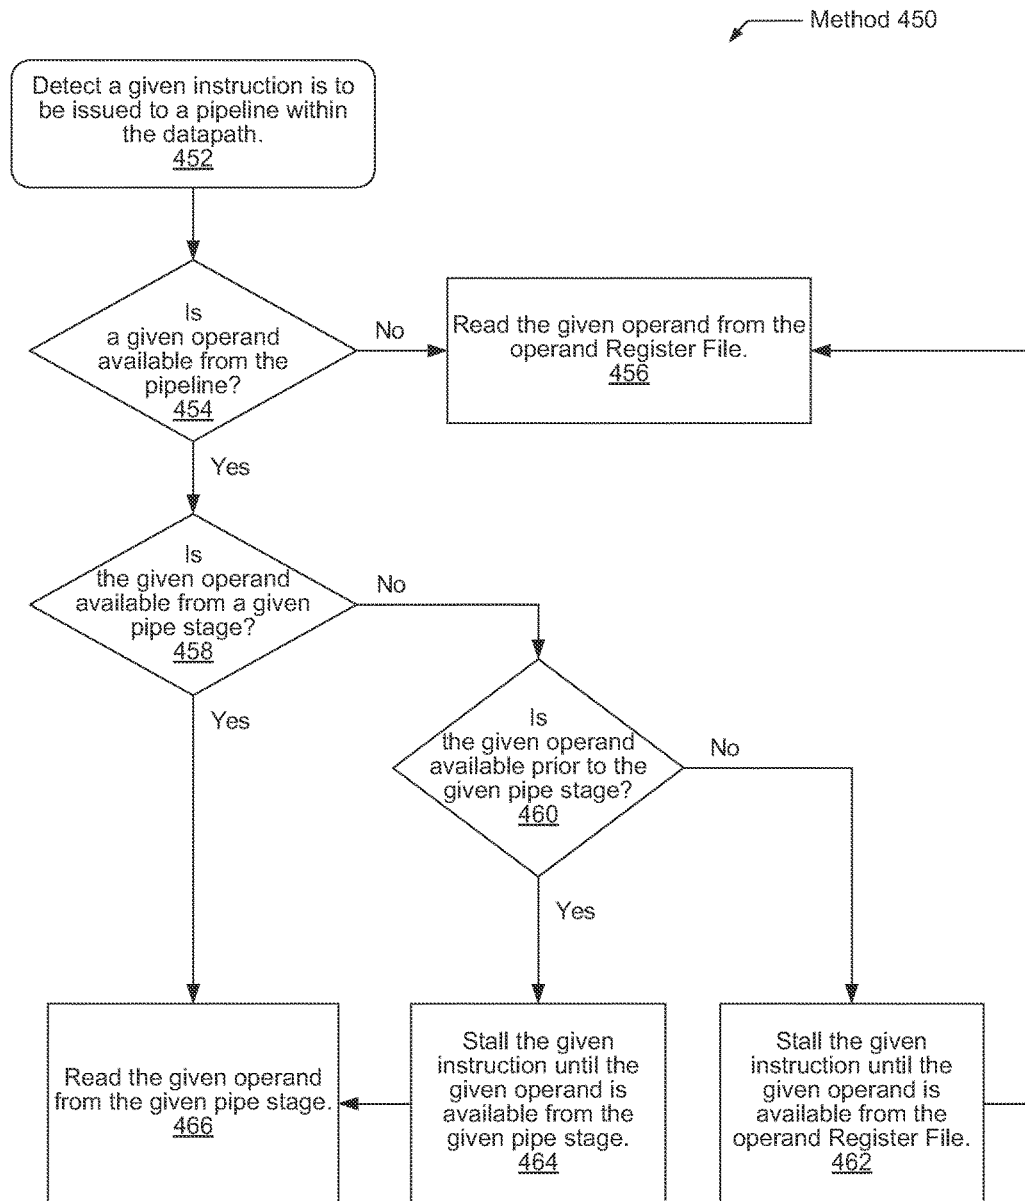 Method 450
Detect a given instruction is to
be issued to a pipeline within
the datapath.
452
Is
a given operand
available from the
pipeline?
454
No
Read the given operand from the
operand Register File.
456
Yes
Is
the given operand
available from a given
pipe stage?
458
No
Yes
Is
the given operand
available prior to the
given pipe stage?
460
No
Yes
Read the given operand
from the given pipe stage.
466
Stall the given
instruction until the
given operand is
available from the
given pipe stage.
464
Stall the given
instruction until the
given operand is
available from the
operand Register File.
462